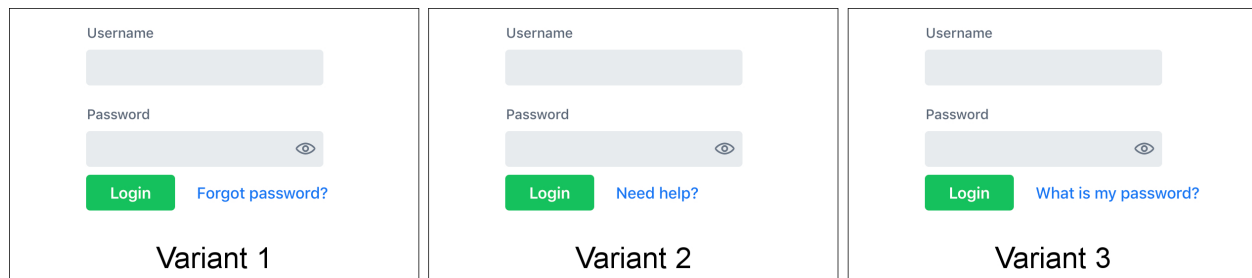 Username
Password
Login Forgot password?
Variant 1
Username
Password
Login Need help?
Variant 2
Username
Password
Login What is my password?
Variant 3